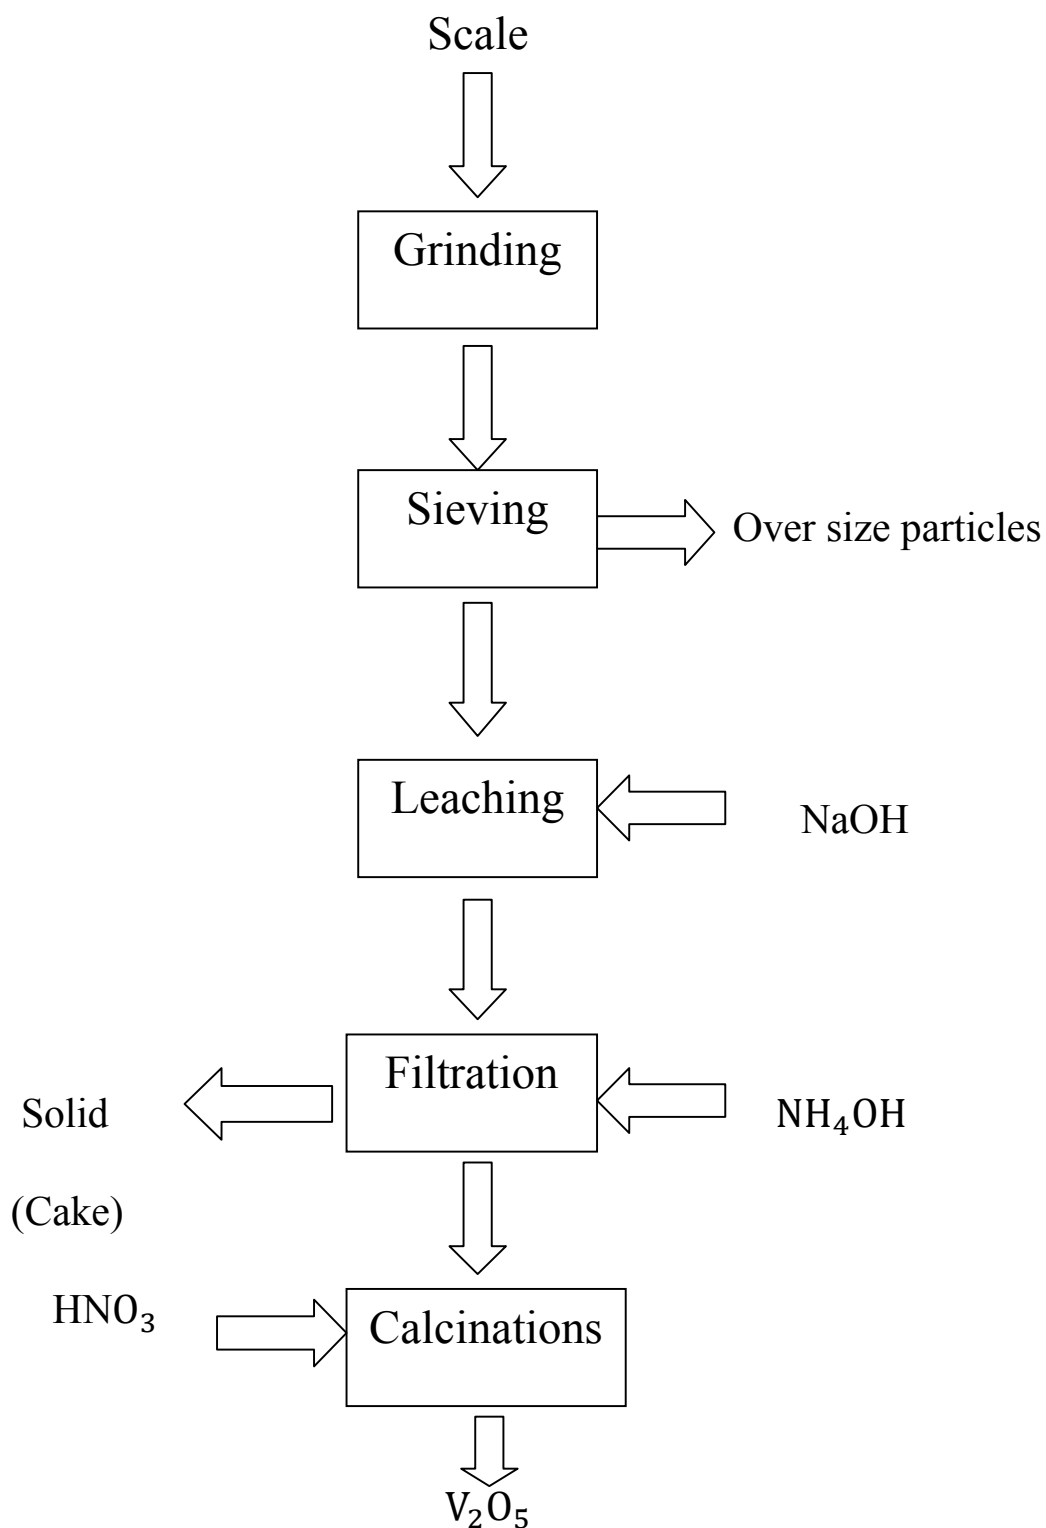 Scale
Grinding
Sieving
Over size particles
Leaching
NaOH
Filtration
Solid
NH₄OH
(Cake)
HNO₃
Calcinations
V₂O₅